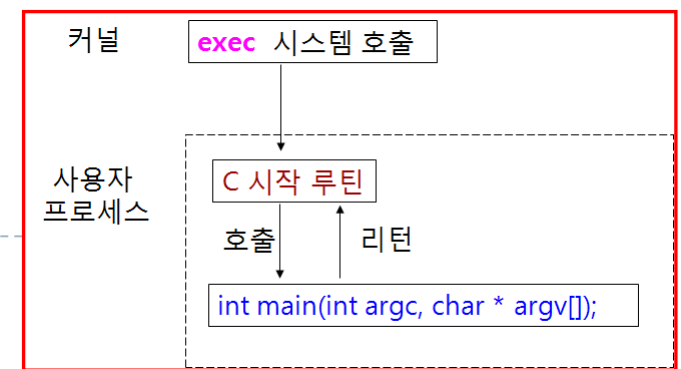 커널
exec 시스템 호출
사용자
프로세스
C 시작 루틴
호출
리턴
int main(int argc, char * argv[]);